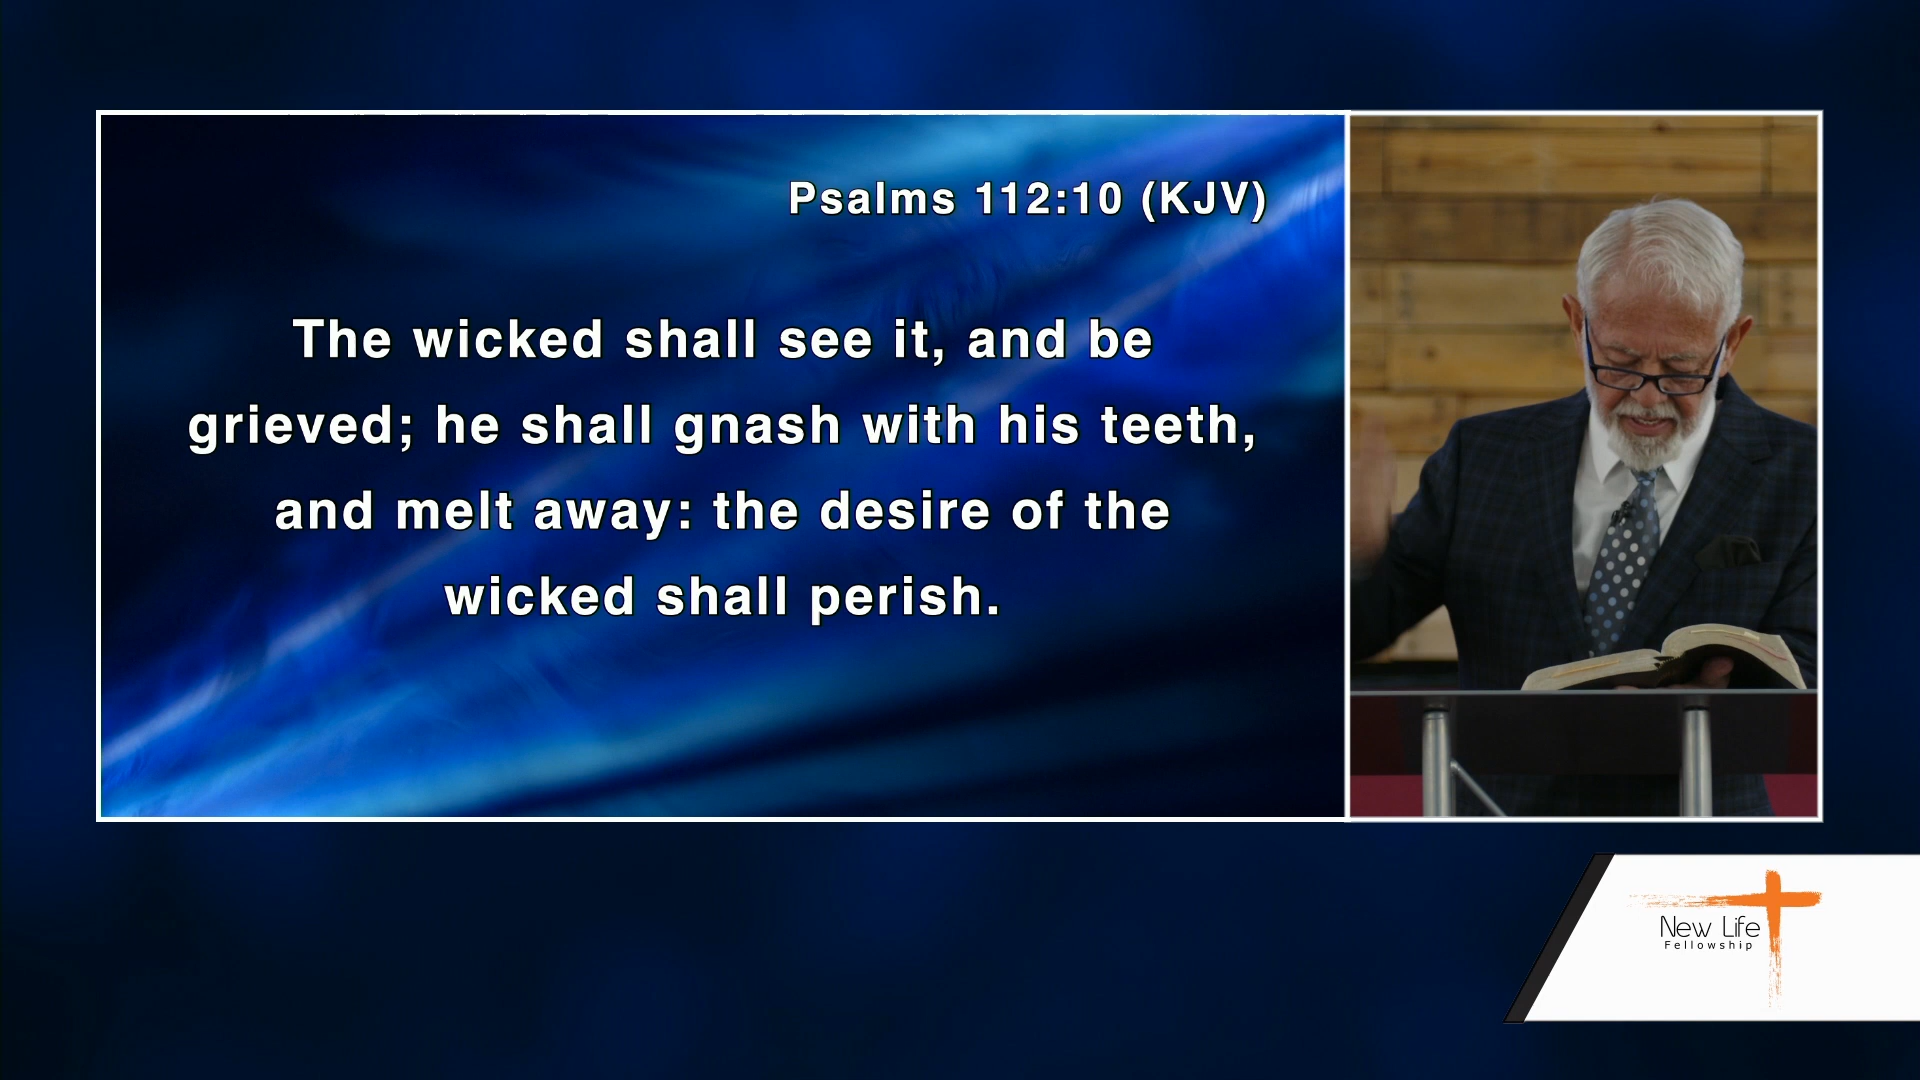 Psalms 112:10 (KJV)
The wicked shall see it, and be
grieved; he shall gnash with his teeth,
and melt away: the desire of the
wicked shall perish.
New Life
Fellowship